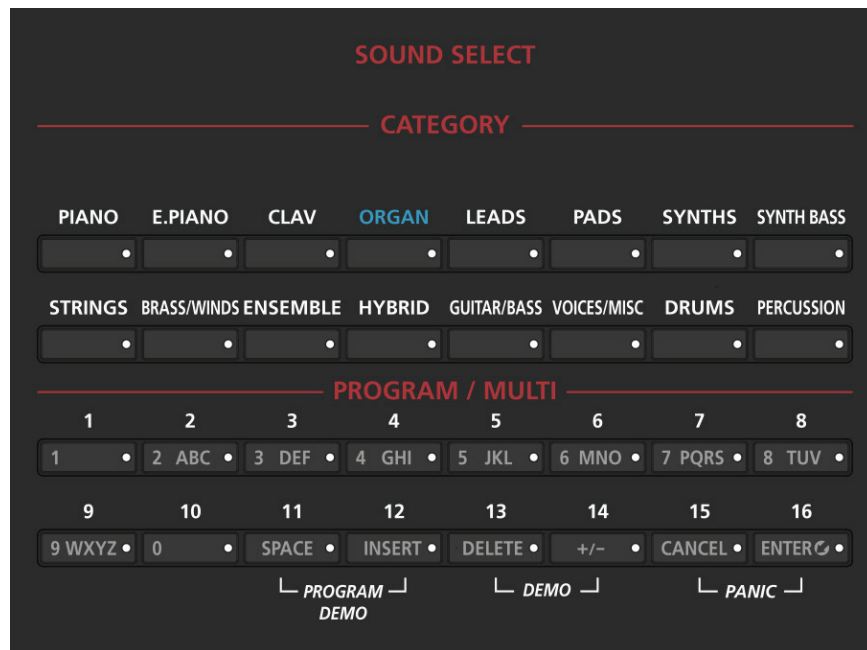 SOUND SELECT
CATEGORY
PIANO E.PIANO CLAV ORGAN LEADS PADS SYNTHS SYNTH BASS
STRINGS BRASS/WINDS ENSEMBLE HYBRID GUITAR/BASS VOICES/MISC DRUMS PERCUSSION
PROGRAM / MULTI
1 2 3 4 5 6 7 8
1 2 ABC 3 DEF 4 GHI 5 JKL 6 MNO 7 PQRS 8 TUV
9 10 11 12 13 14 15 16
9 WXYZ 0 SPACE INSERT DELETE +/- CANCEL ENTER
PROGRAM DEMO PANIC
DEMO